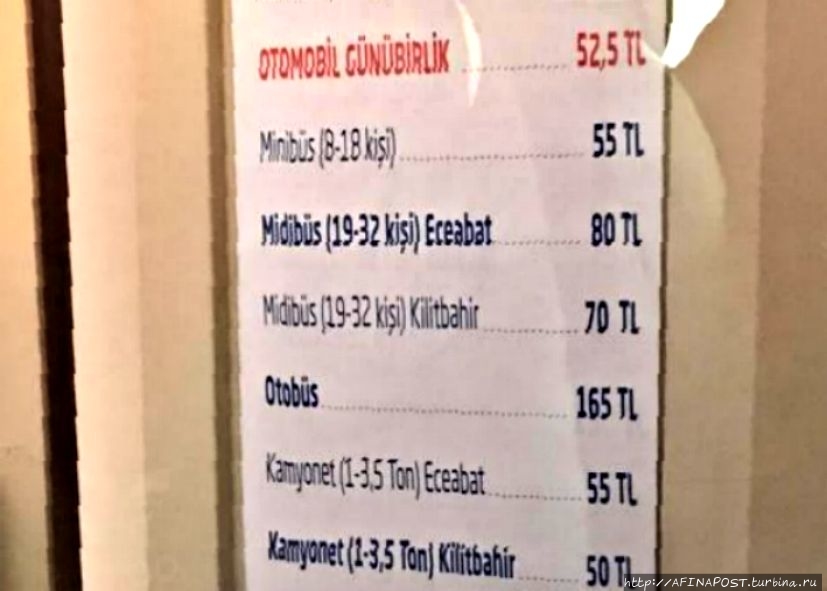 OTOMOBİL GÜNÜBİRLİK ........ 52,5 TL
Minibüs (8-18 kişi) ........ 55 TL
Midibüs (19-32 kişi) Eceabat ........ 80 TL
Midibüs (19-32 kişi) Kilitbahir ........ 70 TL
Otobüs ........ 165 TL
Kamyonet (1-3,5 Ton) Eceabat ........ 55 TL
Kamyonet (1-3,5 Ton) Kilitbahir ........ 50 TL
http://AFINAPOST.turbina.ru